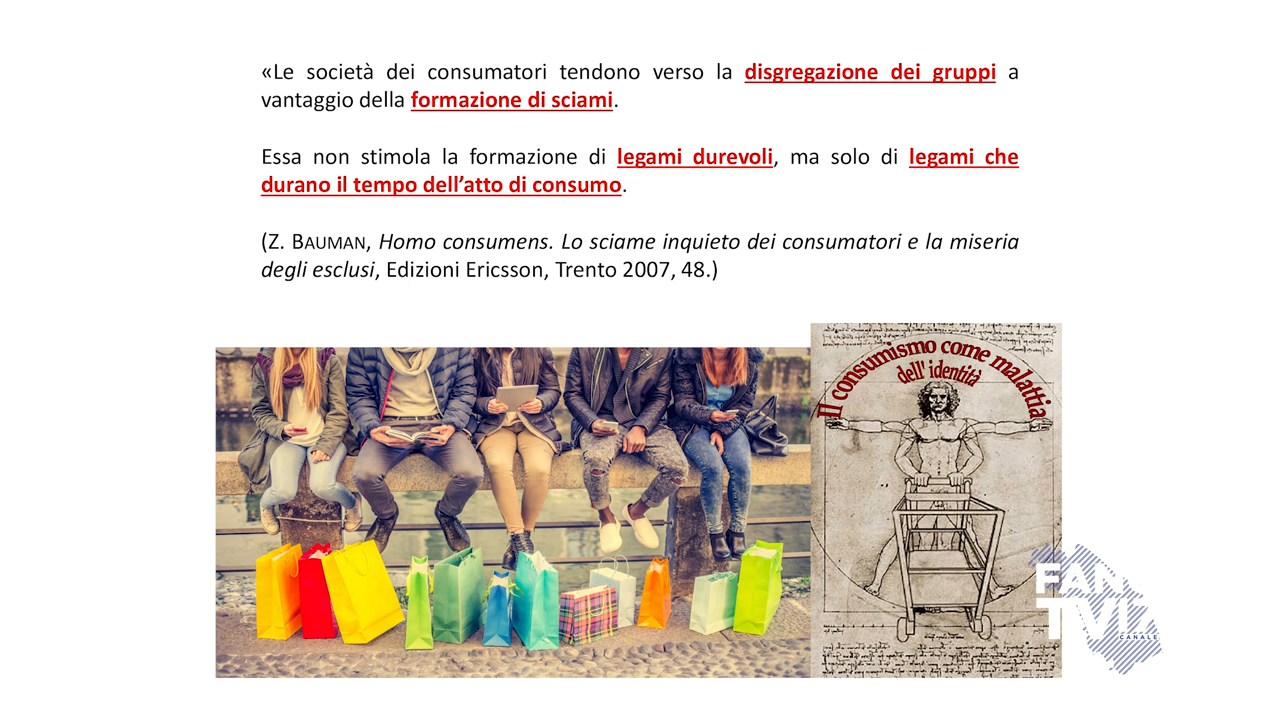 «Le società dei consumatori tendono verso la disgregazione dei gruppi a
vantaggio della formazione di sciami.
Essa non stimola la formazione di legami durevoli, ma solo di legami che
durano il tempo dell’atto di consumo.
(Z. BAUMAN, Homo consumens. Lo sciame inquieto dei consumatori e la miseria
degli esclusi, Edizioni Ericsson, Trento 2007, 48.)
Il consumismo come malattia
dell' identità
TVL
CANALE